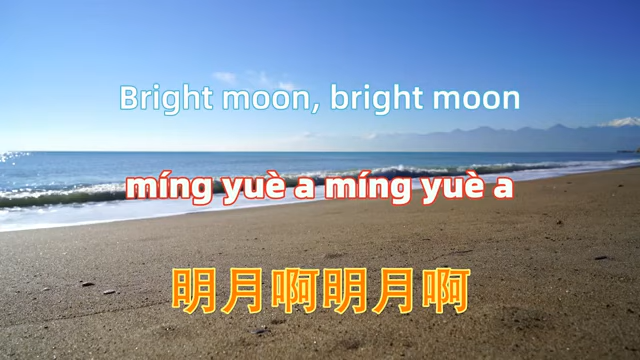 Bright moon, bright moon
míng yuè a míng yuè a
明月啊明月啊